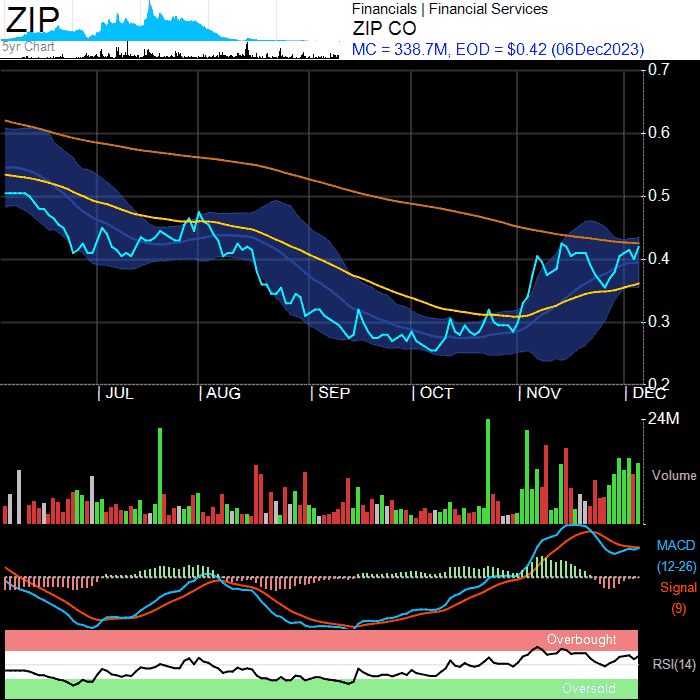 ZIP
5yr Chart
Financials | Financial Services
ZIP CO
MC = 338.7M, EOD = $0.42 (06Dec2023)
0.7
0.6
0.5
0.4
0.3
0.2
| JUL | AUG | SEP | OCT | NOV | DEC
24M
Volume
MACD
(12-26)
Signal
(9)
Overbought
RSI(14)
Oversold